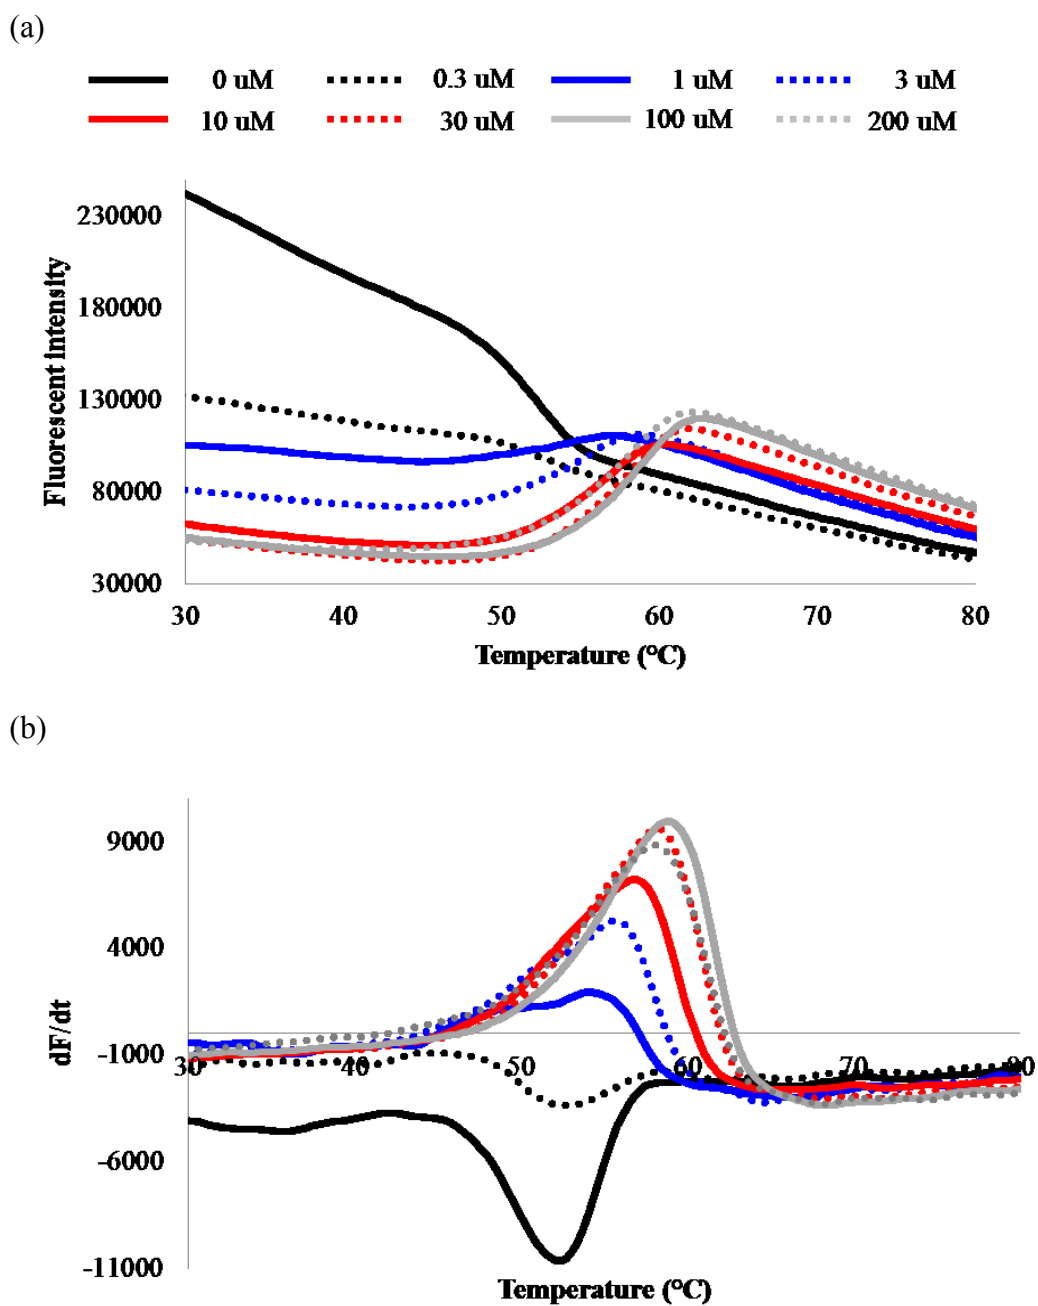 (a)
0 uM 0.3 uM 1 uM 3 uM
10 uM 30 uM 100 uM 200 uM
230000
180000
130000
80000
30000
Fluorescent intensity
30 40 50 60 70 80
Temperature (°C)
(b)
9000
4000
-1000
-6000
-11000
dF/dt
30 40 50 60 70 80
Temperature (°C)